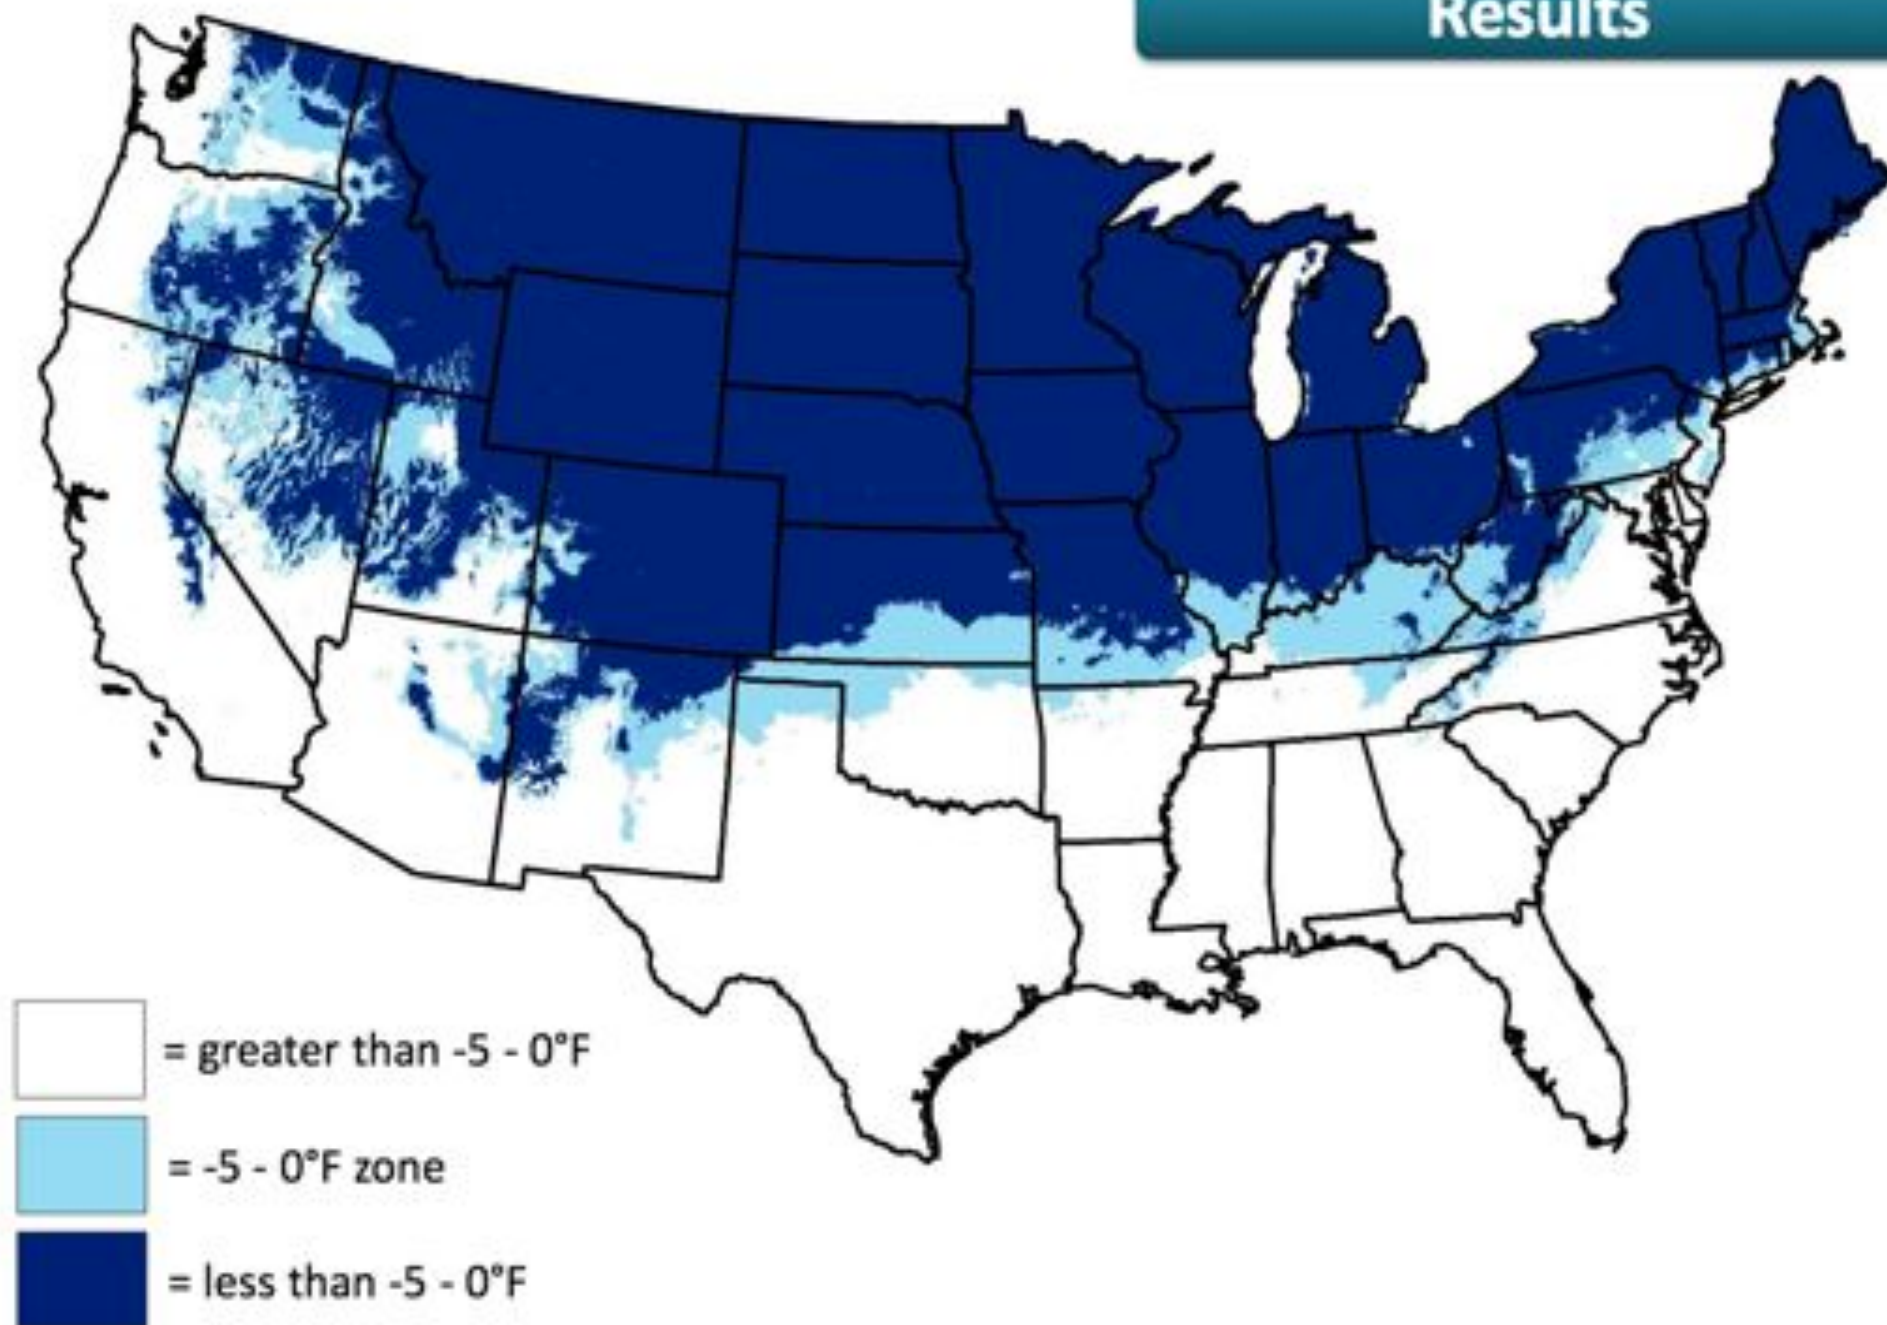 Results
= greater than -5 - 0°F
= -5 - 0°F zone
= less than -5 - 0°F